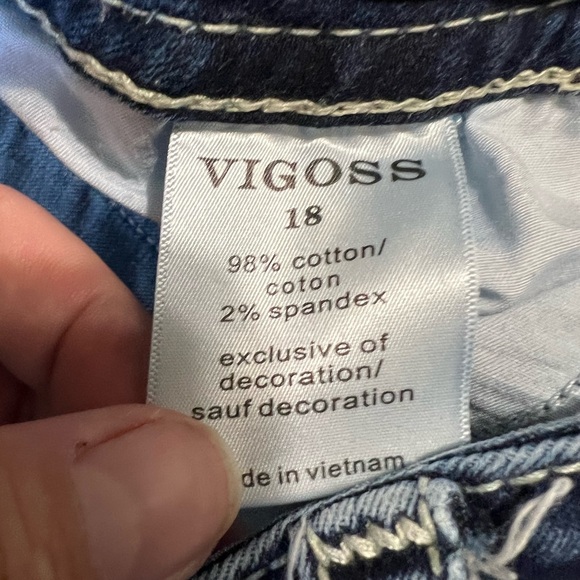 VIGOSS
18
98% cotton/
coton
2% spandex
exclusive of
decoration/
sauf decoration
de in vietnam